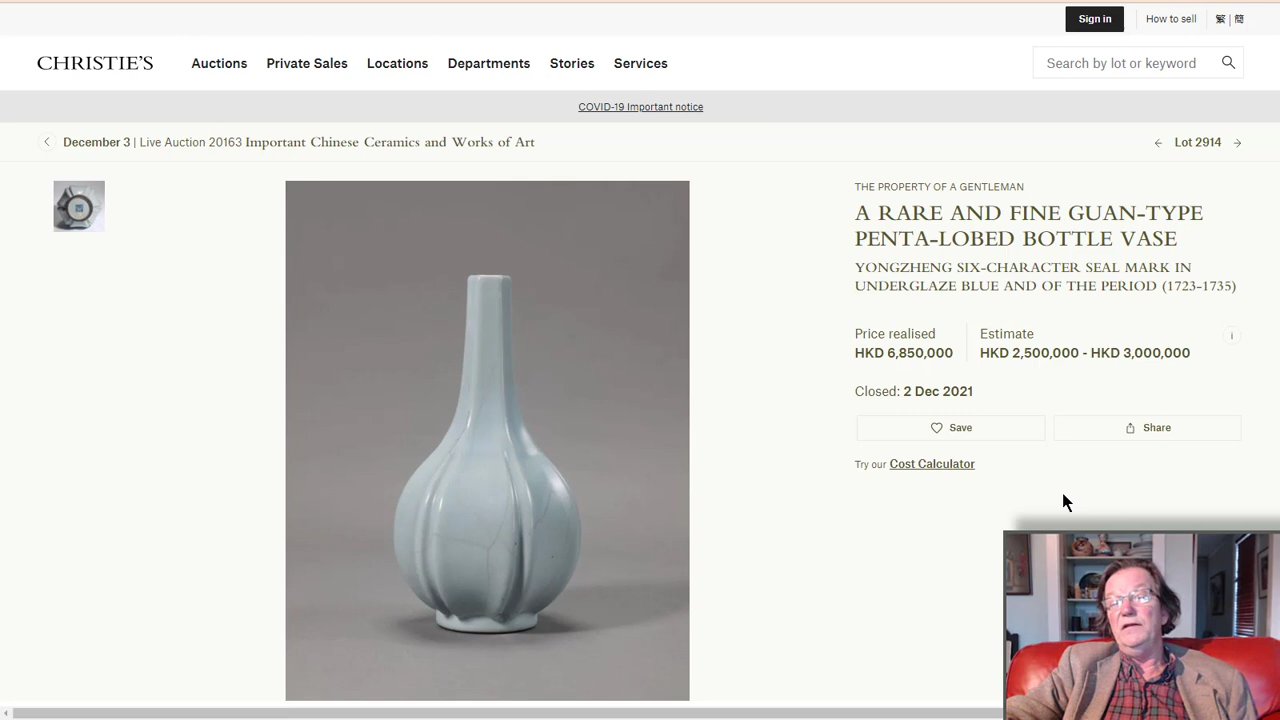 Sign in
How to sell
繁 | 簡
CHRISTIE'S
Auctions
Private Sales
Locations
Departments
Stories
Services
Search by lot or keyword
COVID-19 Important notice
December 3 | Live Auction 20163 Important Chinese Ceramics and Works of Art
Lot 2914
THE PROPERTY OF A GENTLEMAN
A RARE AND FINE GUAN-TYPE
PENTA-LOBED BOTTLE VASE
YONGZHENG SIX-CHARACTER SEAL MARK IN
UNDERGLAZE BLUE AND OF THE PERIOD (1723-1735)
Price realised
HKD 6,850,000
Estimate
HKD 2,500,000 - HKD 3,000,000
i
Closed: 2 Dec 2021
Save
Share
Try our Cost Calculator